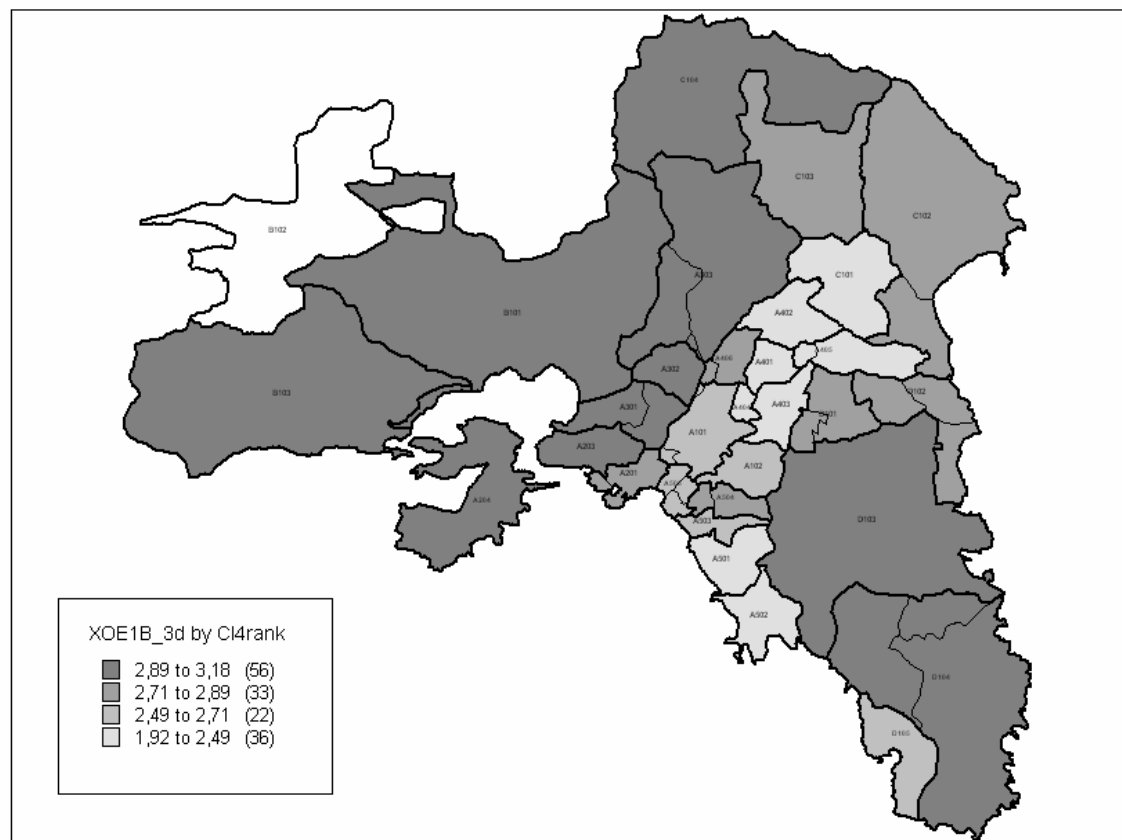 C104
C103
C102
B102
C101
A303
B101
A402
A405
A406
A401
A302
B103
D102
A301
A404
A403
D101
A101
A203
A102
A201
A204
A504
A503
D103
A501
A502
XOE1B_3d by Cl4rank
2,89 to 3,18 (56)
2,71 to 2,89 (33)
2,49 to 2,71 (22)
1,92 to 2,49 (36)
D104
D105